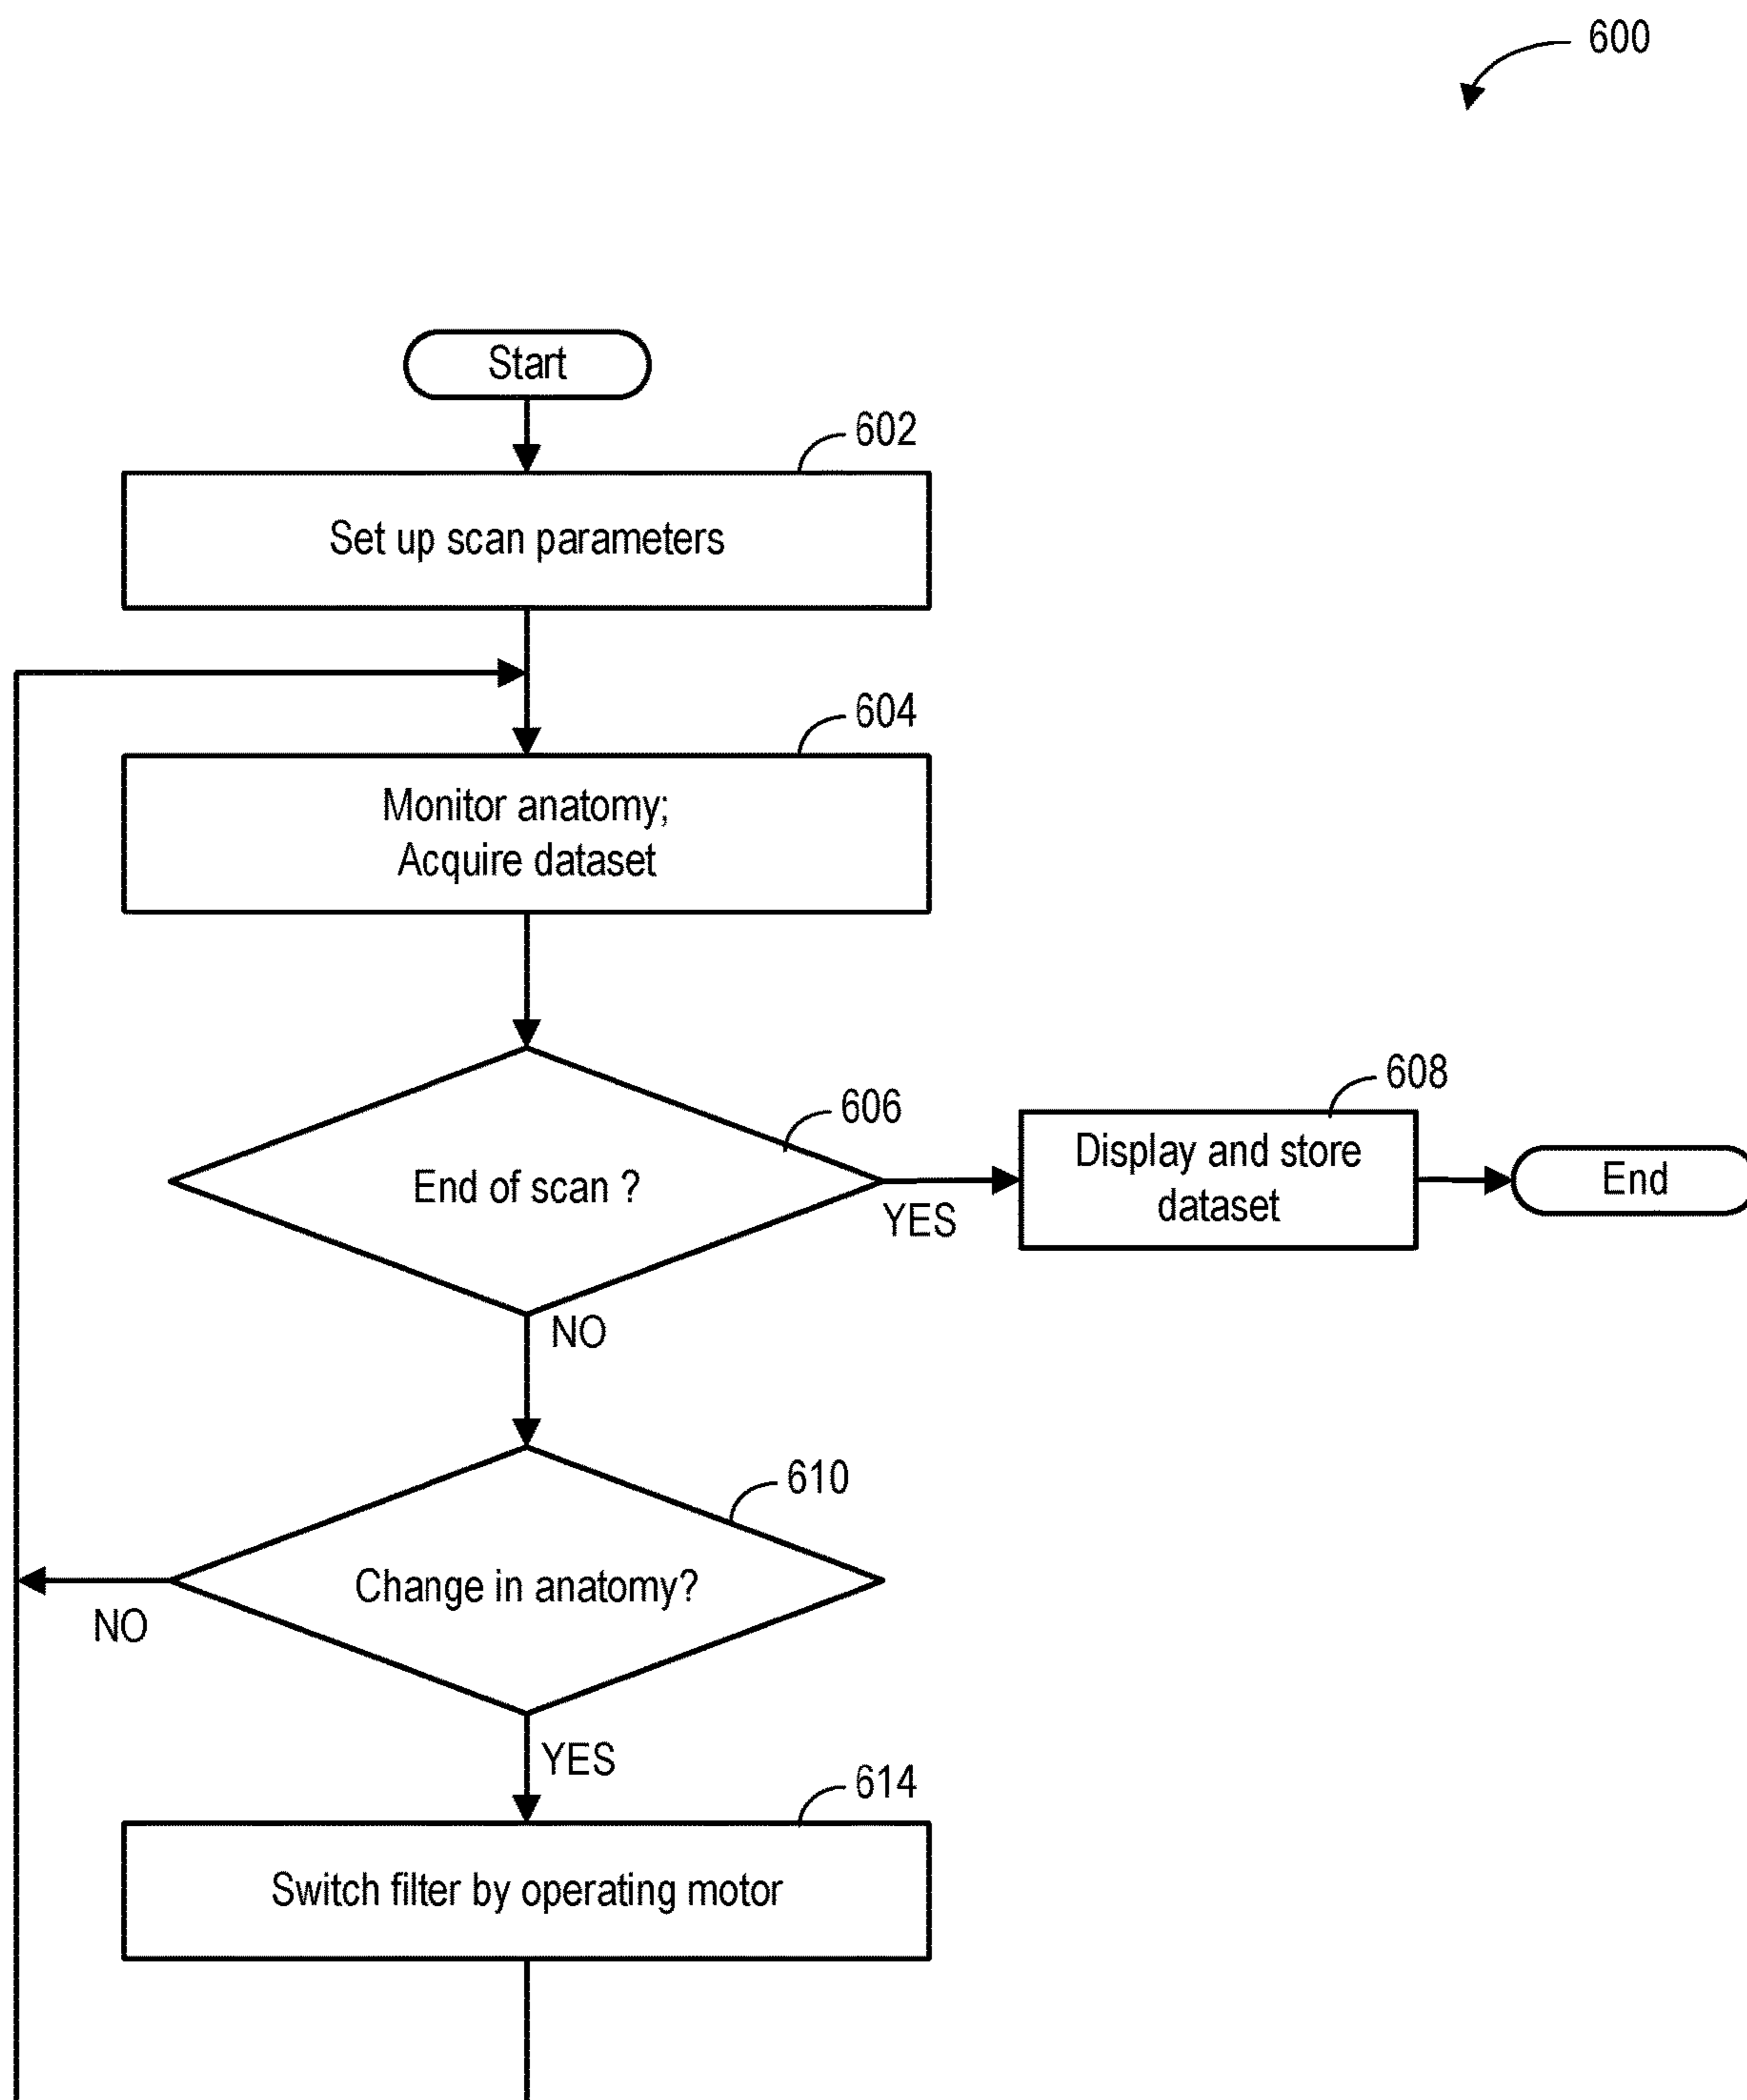 600
Start
602
Set up scan parameters
604
Monitor anatomy;
Acquire dataset
606
End of scan ?
YES
608
Display and store
dataset
End
NO
610
Change in anatomy?
NO
YES
614
Switch filter by operating motor